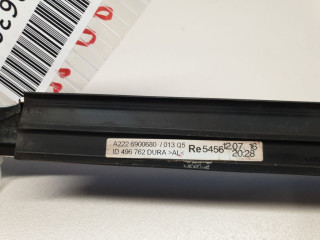 A222 6900680 / 013 Q5 Re5456 12.07.16
ID 496 762 DURA >AL< 20:28